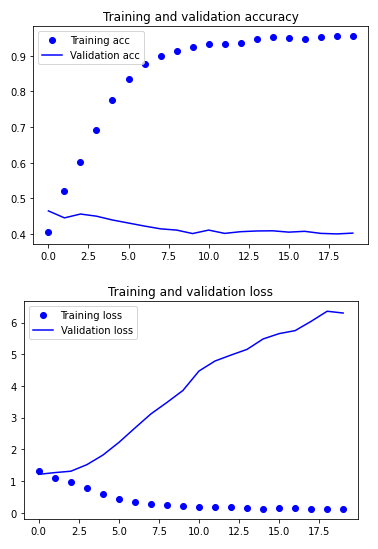 Training and validation accuracy
Training acc
Validation acc
0.9
0.8
0.7
0.6
0.5
0.4
0.0 2.5 5.0 7.5 10.0 12.5 15.0 17.5
Training and validation loss
Training loss
Validation loss
6
5
4
3
2
1
0
0.0 2.5 5.0 7.5 10.0 12.5 15.0 17.5